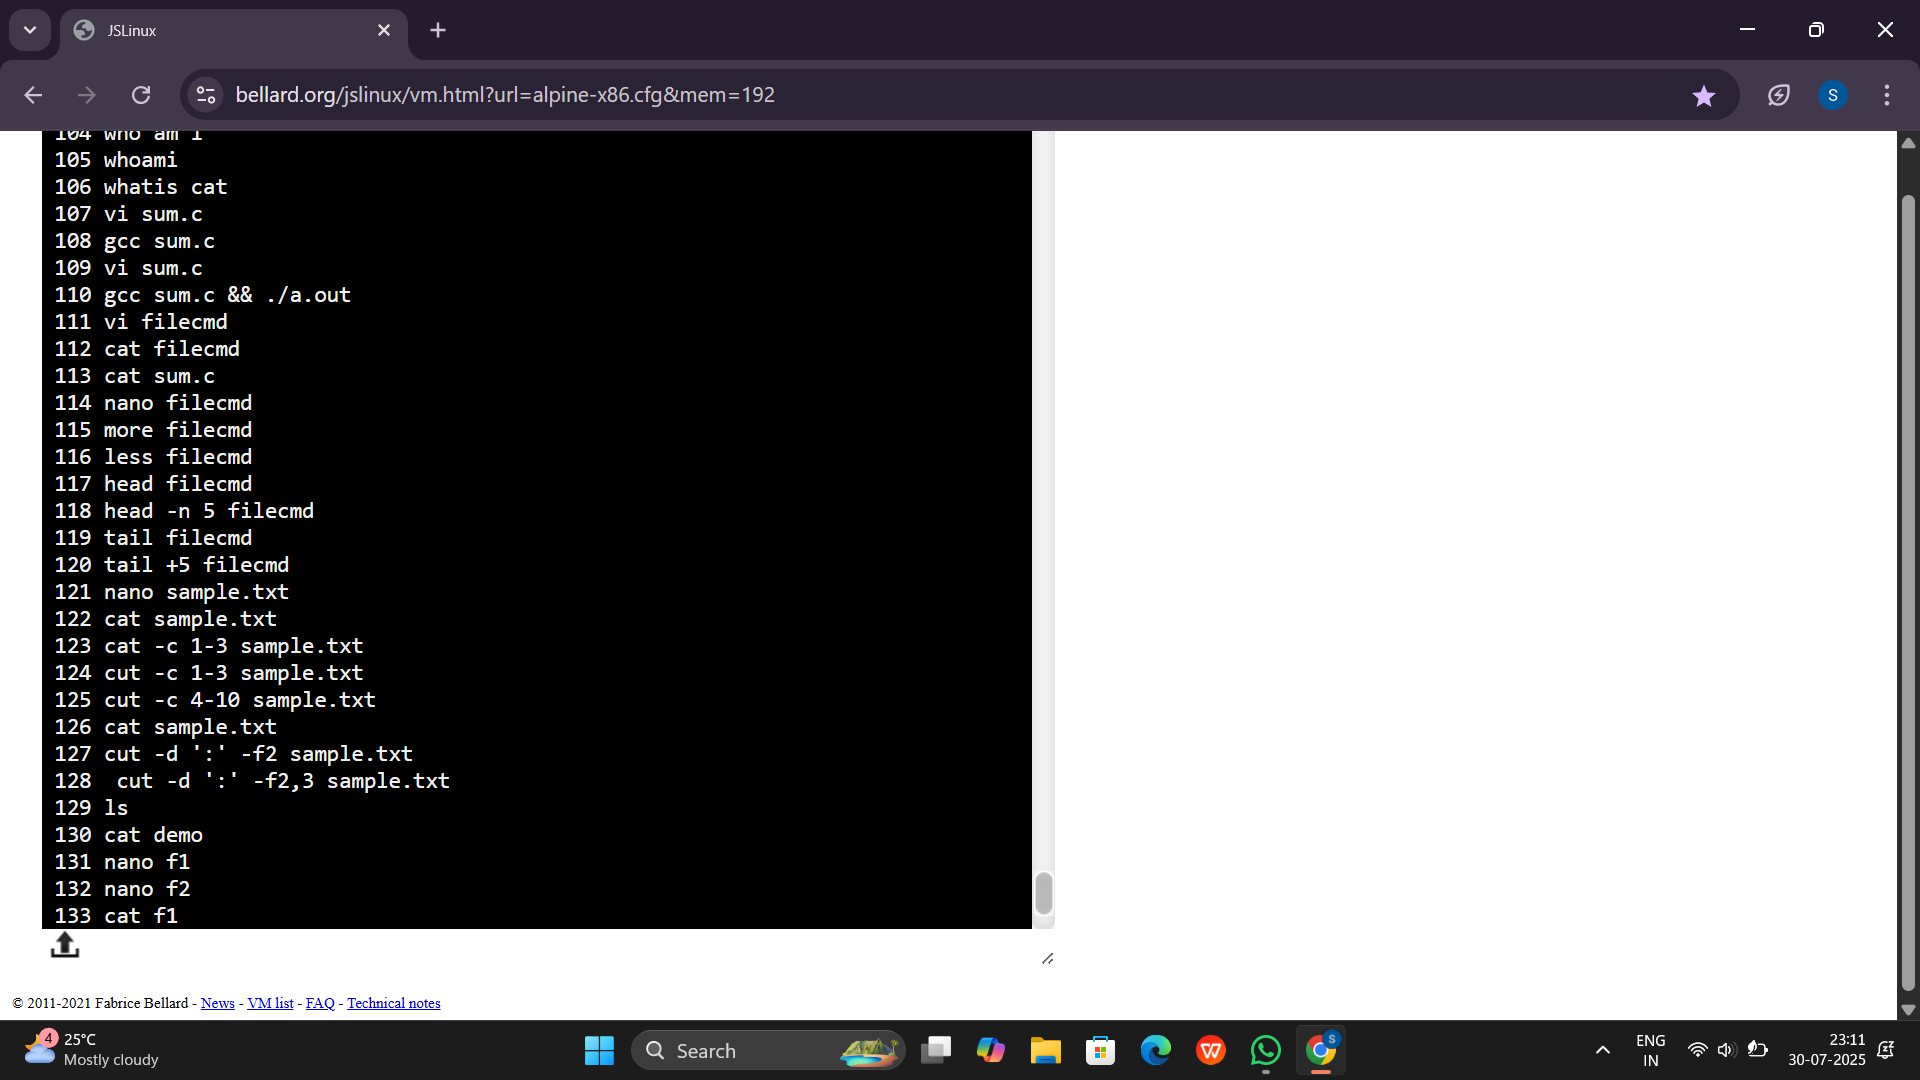 JSLinux
bellard.org/jslinux/vm.html?url=alpine-x86.cfg&mem=192
S
104 who am i
105 whoami
106 whatis cat
107 vi sum.c
108 gcc sum.c
109 vi sum.c
110 gcc sum.c && ./a.out
111 vi filecmd
112 cat filecmd
113 cat sum.c
114 nano filecmd
115 more filecmd
116 less filecmd
117 head filecmd
118 head -n 5 filecmd
119 tail filecmd
120 tail +5 filecmd
121 nano sample.txt
122 cat sample.txt
123 cat -c 1-3 sample.txt
124 cut -c 1-3 sample.txt
125 cut -c 4-10 sample.txt
126 cat sample.txt
127 cut -d ':' -f2 sample.txt
128  cut -d ':' -f2,3 sample.txt
129 ls
130 cat demo
131 nano f1
132 nano f2
133 cat f1
© 2011-2021 Fabrice Bellard - News - VM list - FAQ - Technical notes
4
25°C
Mostly cloudy
Search
W
S
ENG
IN
23:11
30-07-2025